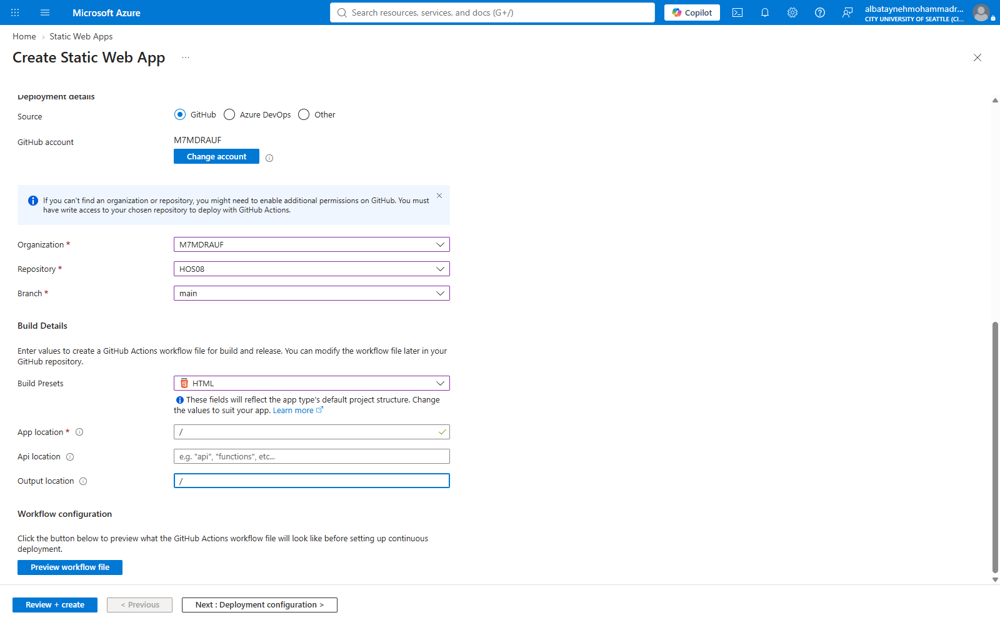 Microsoft Azure
Search resources, services, and docs (G+/)
Copilot
albataynehmohammadr...
CITY UNIVERSITY OF SEATTLE (CI...
Home > Static Web Apps
Create Static Web App ...
Deployment details
Source
GitHub
Azure DevOps
Other
GitHub account
M7MDRAUF
Change account
If you can't find an organization or repository, you might need to enable additional permissions on GitHub. You must
have write access to your chosen repository to deploy with GitHub Actions.
Organization *
M7MDRAUF
Repository *
HOS08
Branch *
main
Build Details
Enter values to create a GitHub Actions workflow file for build and release. You can modify the workflow file later in your
GitHub repository.
Build Presets
HTML
These fields will reflect the app type's default project structure. Change
the values to suit your app. Learn more
App location *
/
Api location
e.g. "api", "functions", etc...
Output location
/
Workflow configuration
Click the button below to preview what the GitHub Actions workflow file will look like before setting up continuous
deployment.
Preview workflow file
Review + create
< Previous
Next : Deployment configuration >